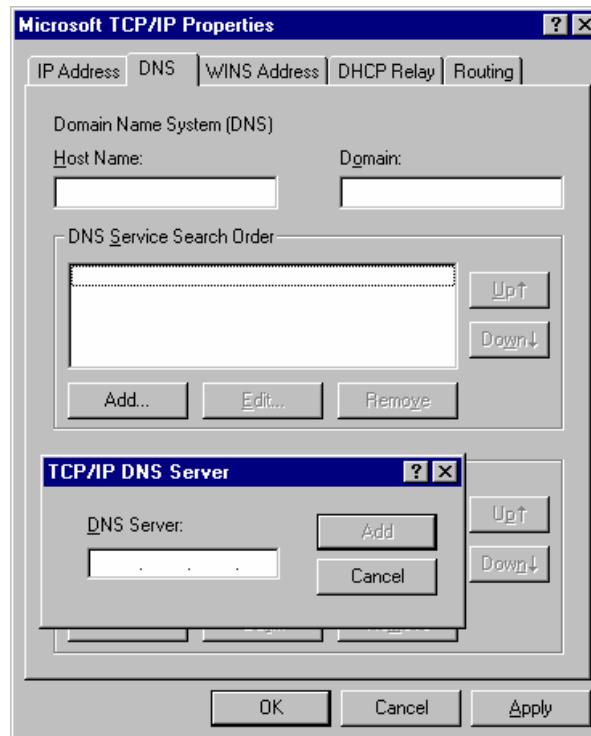 Microsoft TCP/IP Properties
IP Address DNS WINS Address DHCP Relay Routing
Domain Name System (DNS)
Host Name: Domain:
DNS Service Search Order
Up↑
Down↓
Add... Edit... Remove
TCP/IP DNS Server
DNS Server:
. . .
Add
Cancel
Up↑
Down↓
OK Cancel Apply